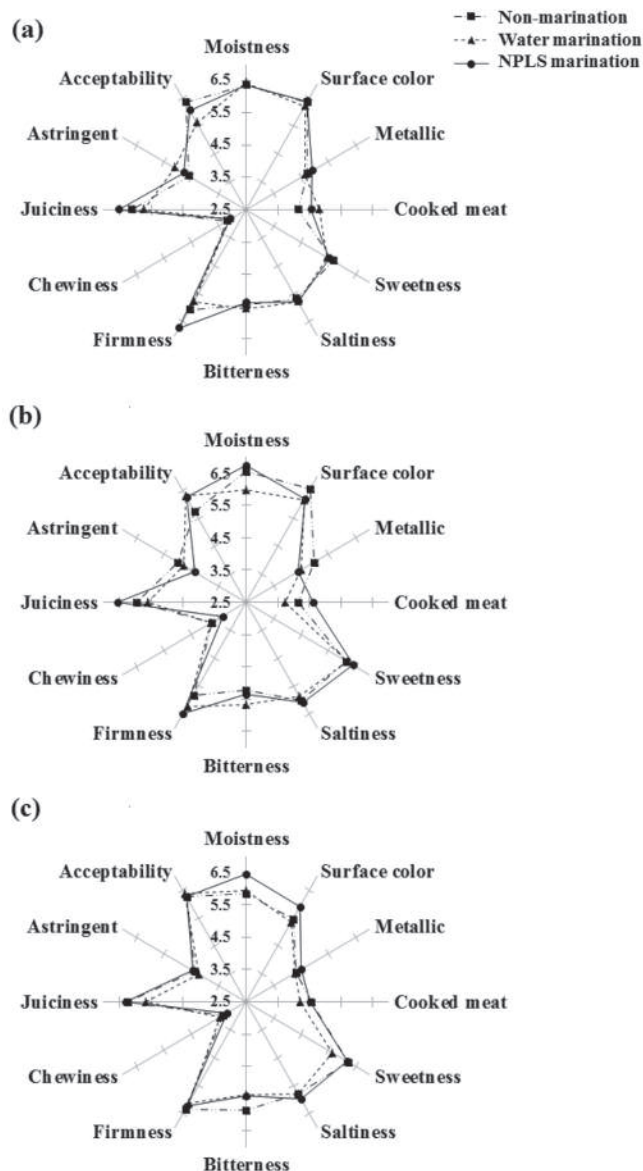 (a)
Non-marination
Water marination
NPLS marination
Moistness
Acceptability
Surface color
6.5
Astringent
5.5
Metallic
4.5
3.5
Juiciness
2.5
Cooked meat
Chewiness
Sweetness
Firmness
Saltiness
Bitterness
(b)
Moistness
Acceptability
Surface color
6.5
Astringent
5.5
Metallic
4.5
3.5
Juiciness
2.5
Cooked meat
Chewiness
Sweetness
Firmness
Saltiness
Bitterness
(c)
Moistness
Acceptability
Surface color
6.5
Astringent
5.5
Metallic
4.5
3.5
Juiciness
2.5
Cooked meat
Chewiness
Sweetness
Firmness
Saltiness
Bitterness